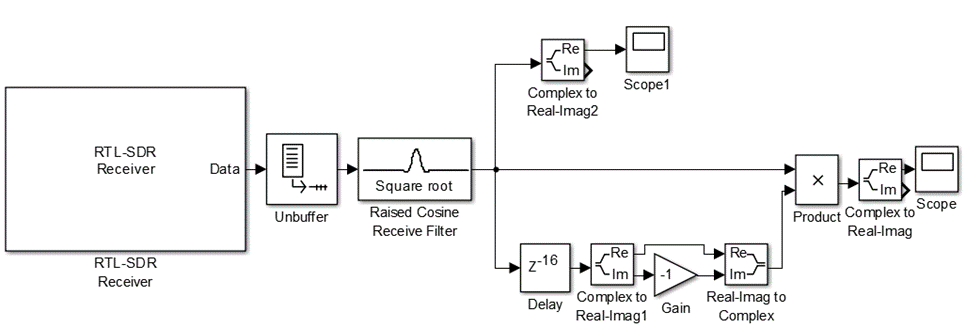 Re
Im
Complex to
Real-Imag2
Scope1
RTL-SDR
Receiver
Data
RTL-SDR
Receiver
Unbuffer
Square root
Raised Cosine
Receive Filter
×
Product
Re
Im
Complex to
Real-Imag
Scope
Z-16
Delay
Re
Im
Complex to
Real-Imag1
-1
Gain
Re
Im
Real-Imag to
Complex